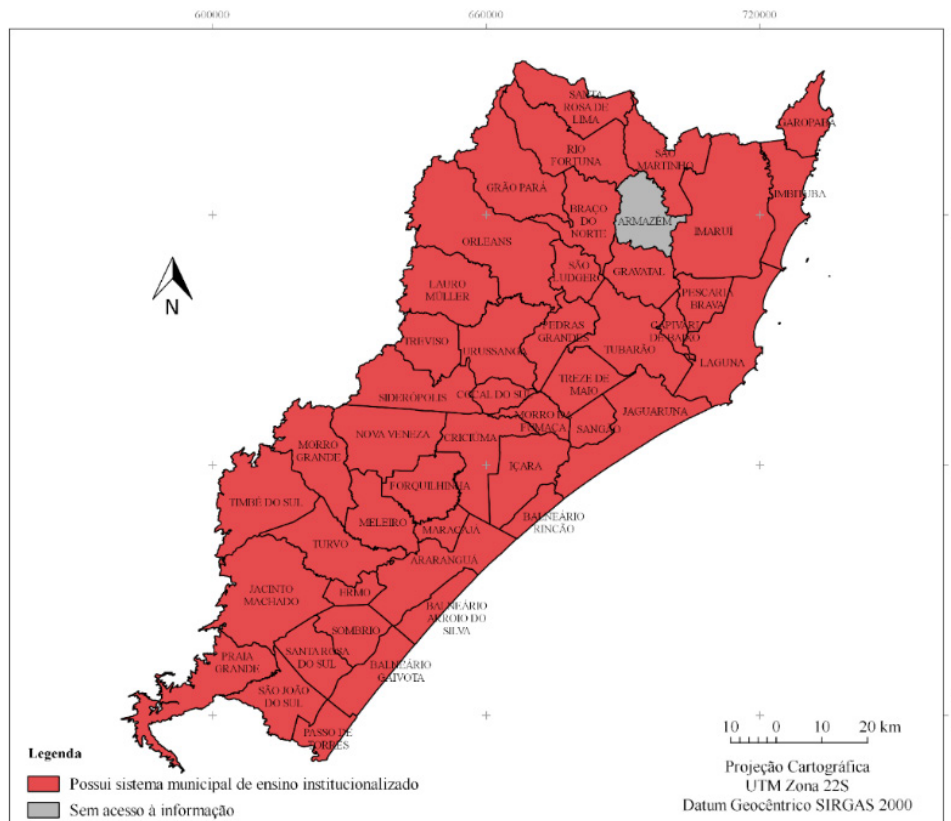 600000
660000
720000
SANTA
ROSA DE
LIMA
GAROPABA
RIO
FORTUNA
SÃO
MARTINHO
GRÃO PARÁ
IMBITUBA
BRAÇO
DO
NORTE
ARMAZÉM
IMARUÍ
ORLEANS
SÃO
LUDGERO
GRAVATAL
LAURO
MÜLLER
PESCARIA
BRAVA
PEDRAS
GRANDES
CAPIVARI
DE BAIXO
TREVISO
URUSSANGA
TUBARÃO
LAGUNA
TREZE DE
MAIO
SIDERÓPOLIS
COCAL DO SUL
JAGUARUNA
MORRO DA
FUMAÇA
SANGÃO
NOVA VENEZA
CRICIÚMA
MORRO
GRANDE
IÇARA
FORQUILHINHA
TIMBÉ DO SUL
MELEIRO
BALNEÁRIO
RINCÃO
MARACAJÁ
TURVO
ARARANGUÁ
JACINTO
MACHADO
ERMO
BALNEÁRIO
ARROIO DO
SILVA
SOMBRIO
SANTA ROSA
DO SUL
PRAIA
GRANDE
BALNEÁRIO
GAIVOTA
SÃO JOÃO
DO SUL
PASSO DE
TORRES
N
10 0 10 20 km
Projeção Cartográfica
UTM Zona 22S
Datum Geocêntrico SIRGAS 2000
Legenda
Possui sistema municipal de ensino institucionalizado
Sem acesso à informação